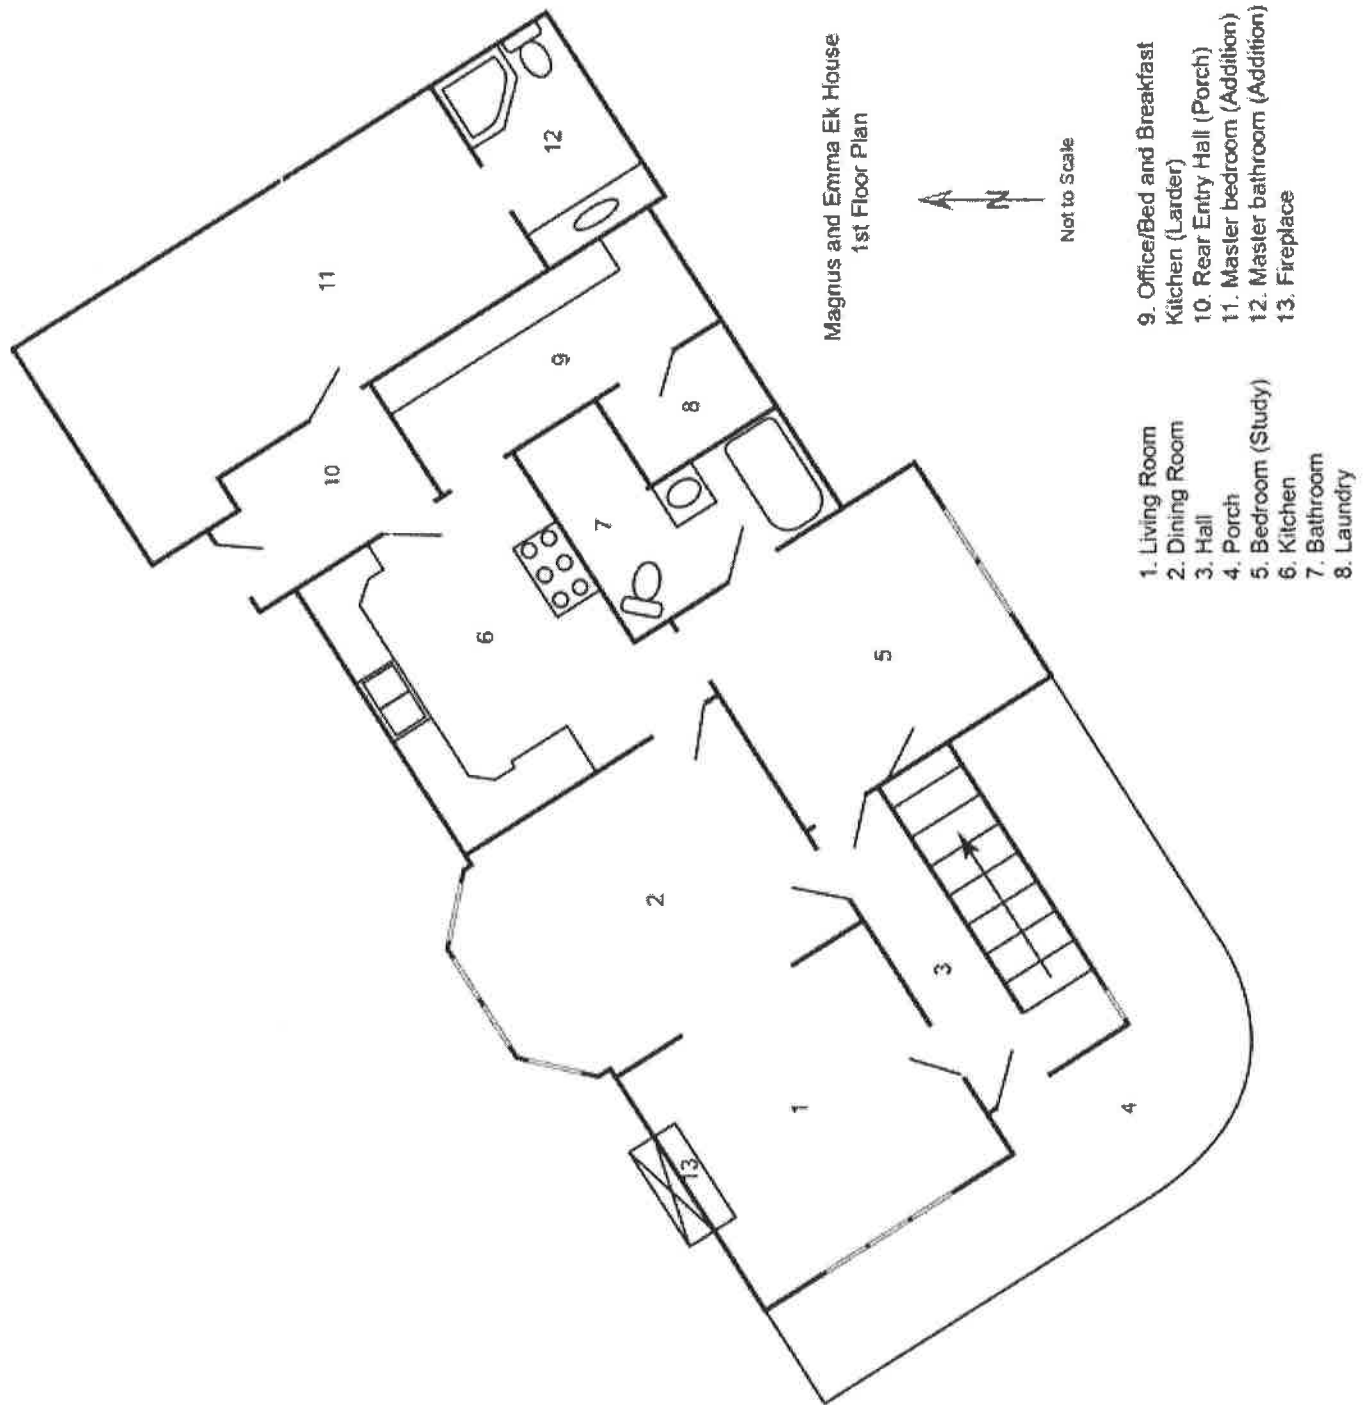 11
12
10
9
8
7
6
5
2
3
1
13
4
Magnus and Emma Ek House
1st Floor Plan
N
Not to Scale
1. Living Room
2. Dining Room
3. Hall
4. Porch
5. Bedroom (Study)
6. Kitchen
7. Bathroom
8. Laundry
9. Office/Bed and Breakfast
Kitchen (Larder)
10. Rear Entry Hall (Porch)
11. Master bedroom (Addition)
12. Master bathroom (Addition)
13. Fireplace